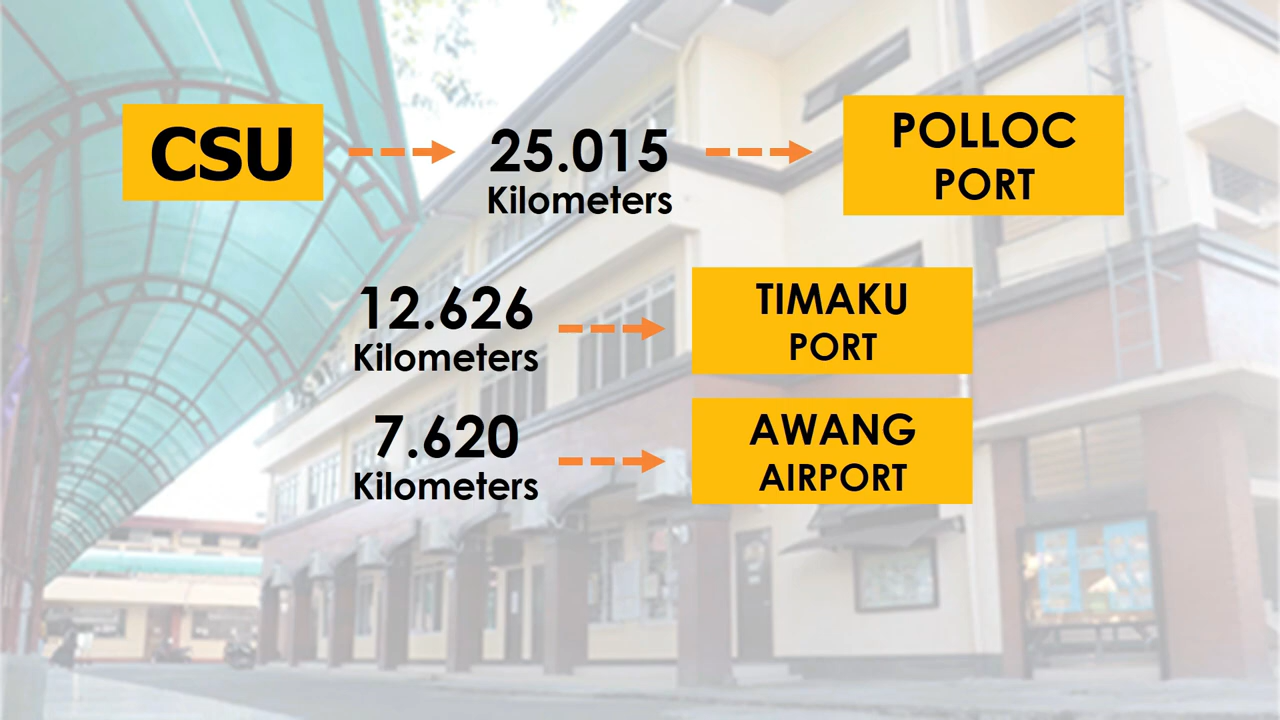 CSU
25.015
Kilometers
POLLOC
PORT
12.626
Kilometers
TIMAKU
PORT
7.620
Kilometers
AWANG
AIRPORT